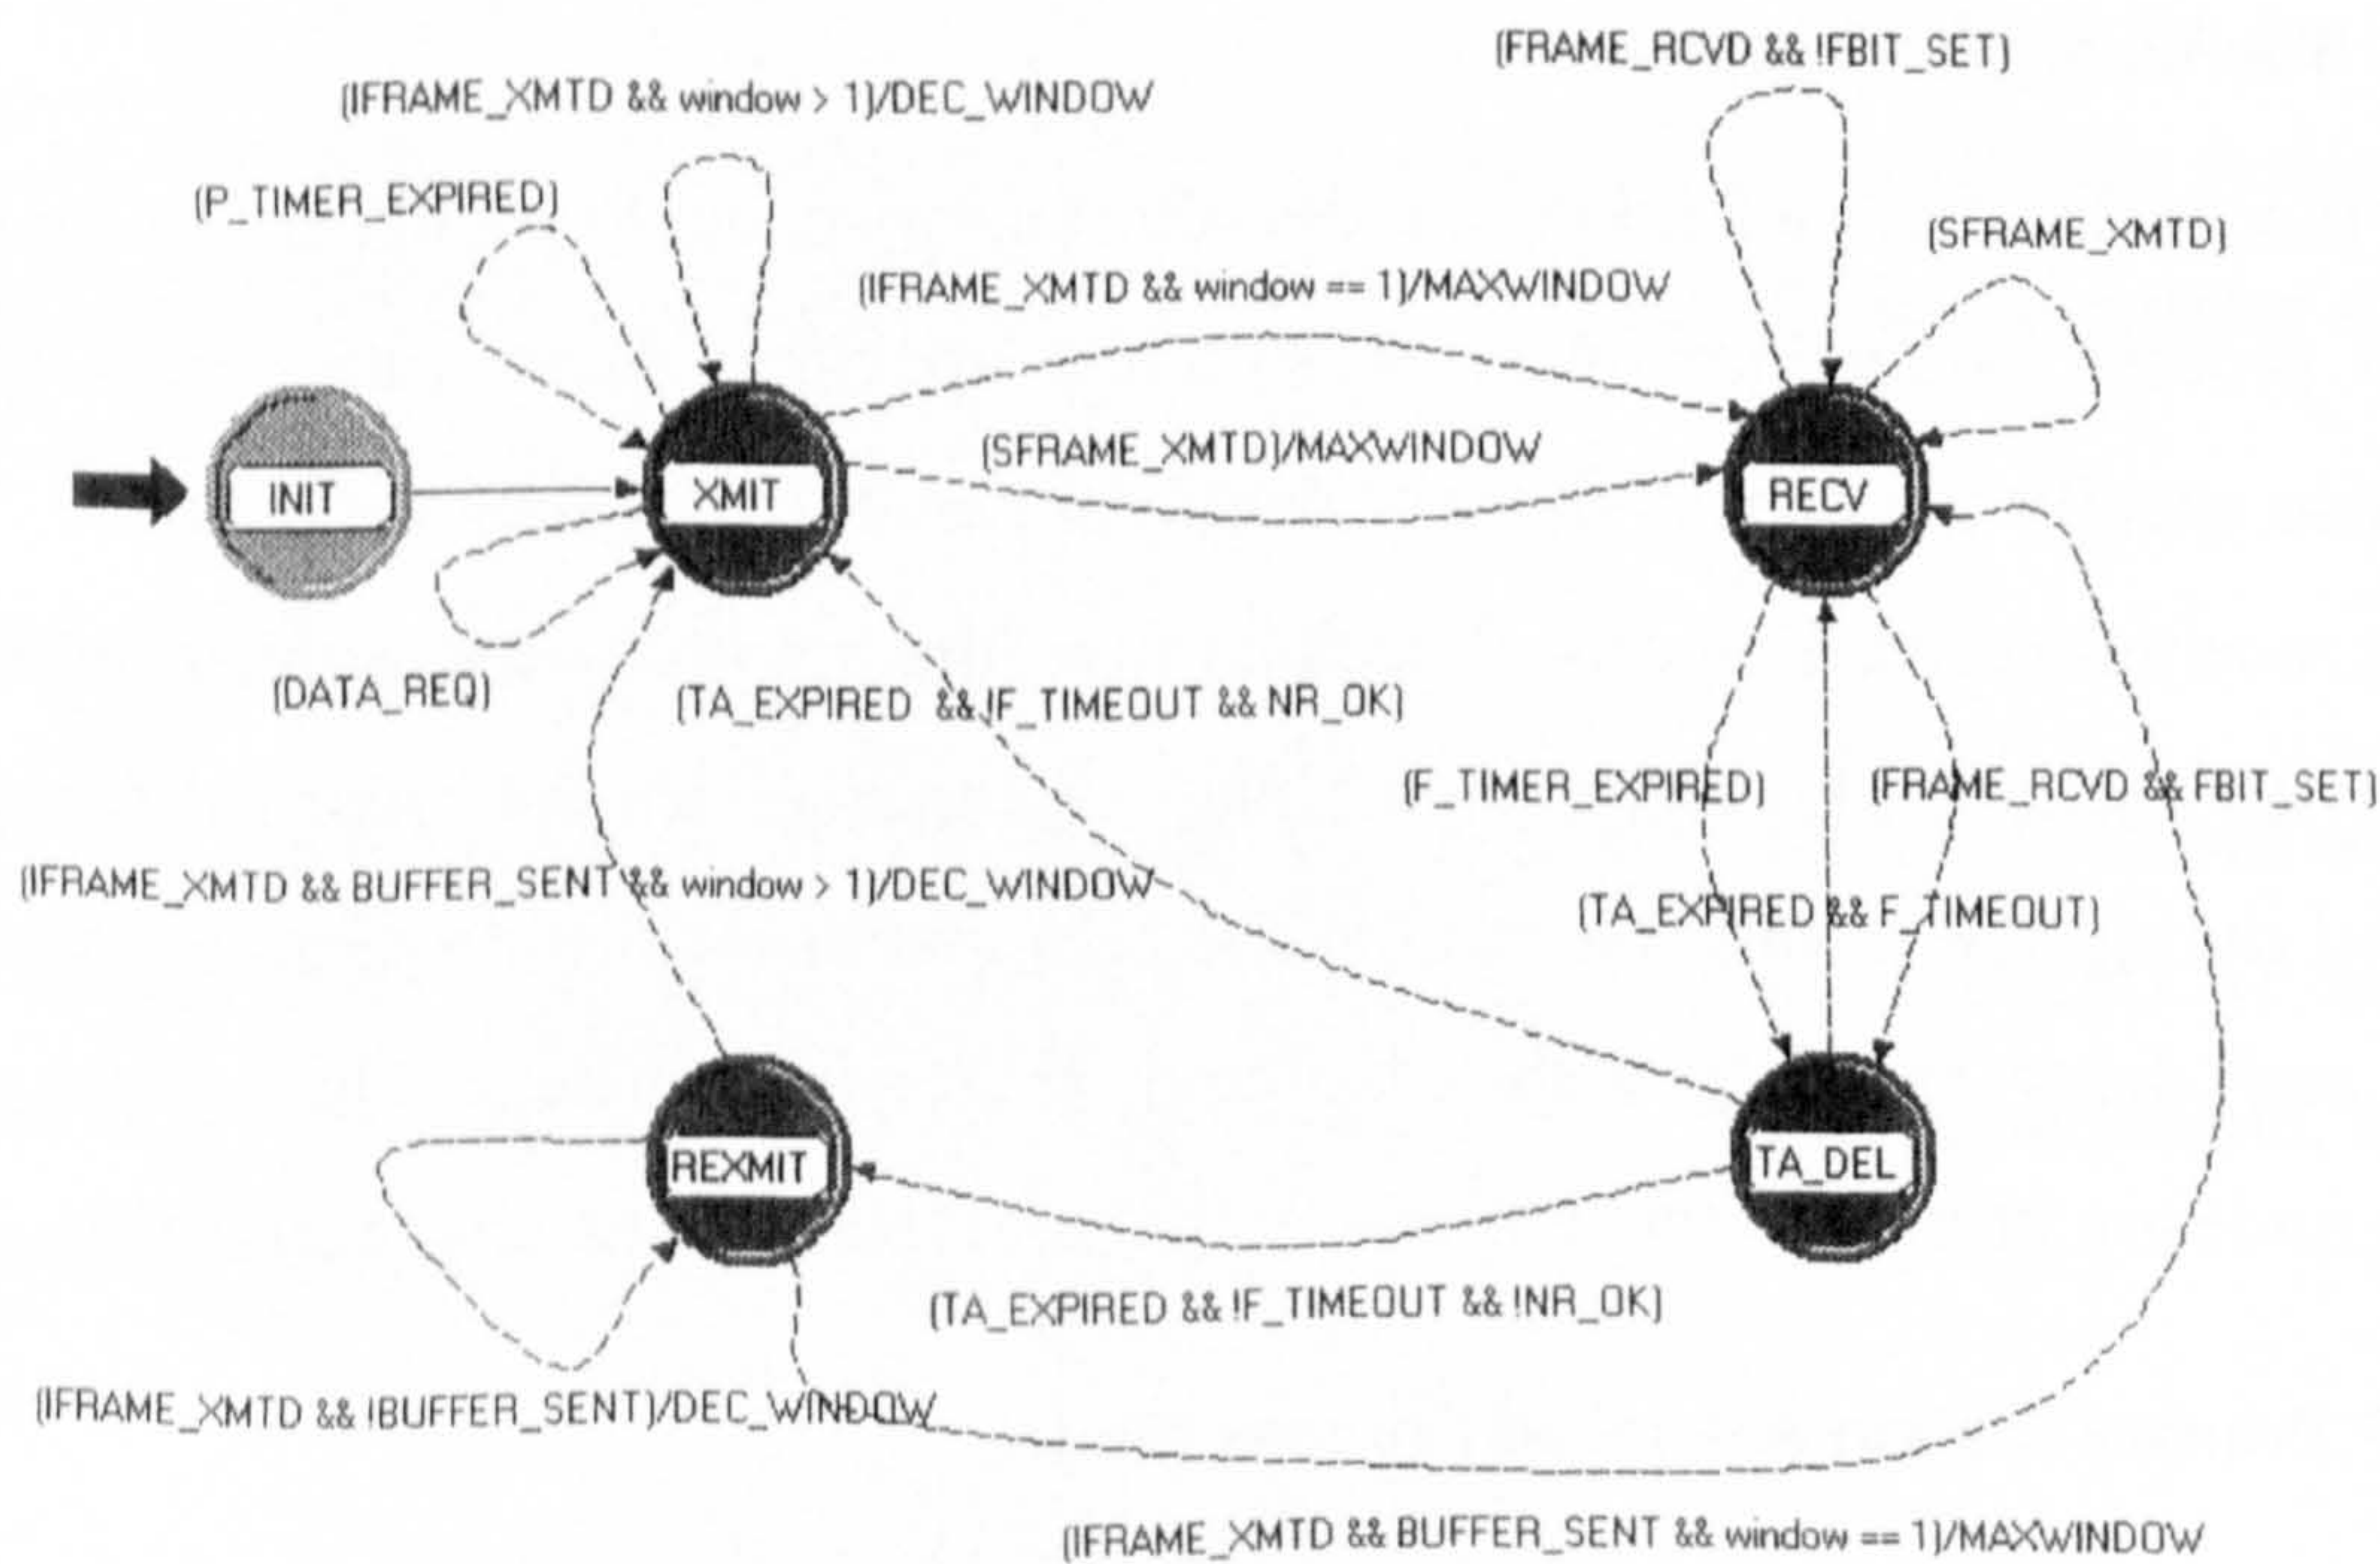 (FRAME_RCVD && !FBIT_SET)
(IFRAME_XMTD && window > 1)/DEC_WINDOW
(P_TIMER_EXPIRED)
(SFRAME_XMTD)
(IFRAME_XMTD && window == 1)/MAXWINDOW
(SFRAME_XMTD)/MAXWINDOW
INIT
XMIT
RECV
(DATA_REQ)
(TA_EXPIRED && !F_TIMEOUT && NR_OK)
(F_TIMER_EXPIRED)
(FRAME_RCVD && FBIT_SET)
(IFRAME_XMTD && BUFFER_SENT && window > 1)/DEC_WINDOW
(TA_EXPIRED && F_TIMEOUT)
REXMIT
TA_DEL
(TA_EXPIRED && !F_TIMEOUT && !NR_OK)
(IFRAME_XMTD && !BUFFER_SENT)/DEC_WINDOW
(IFRAME_XMTD && BUFFER_SENT && window == 1)/MAXWINDOW